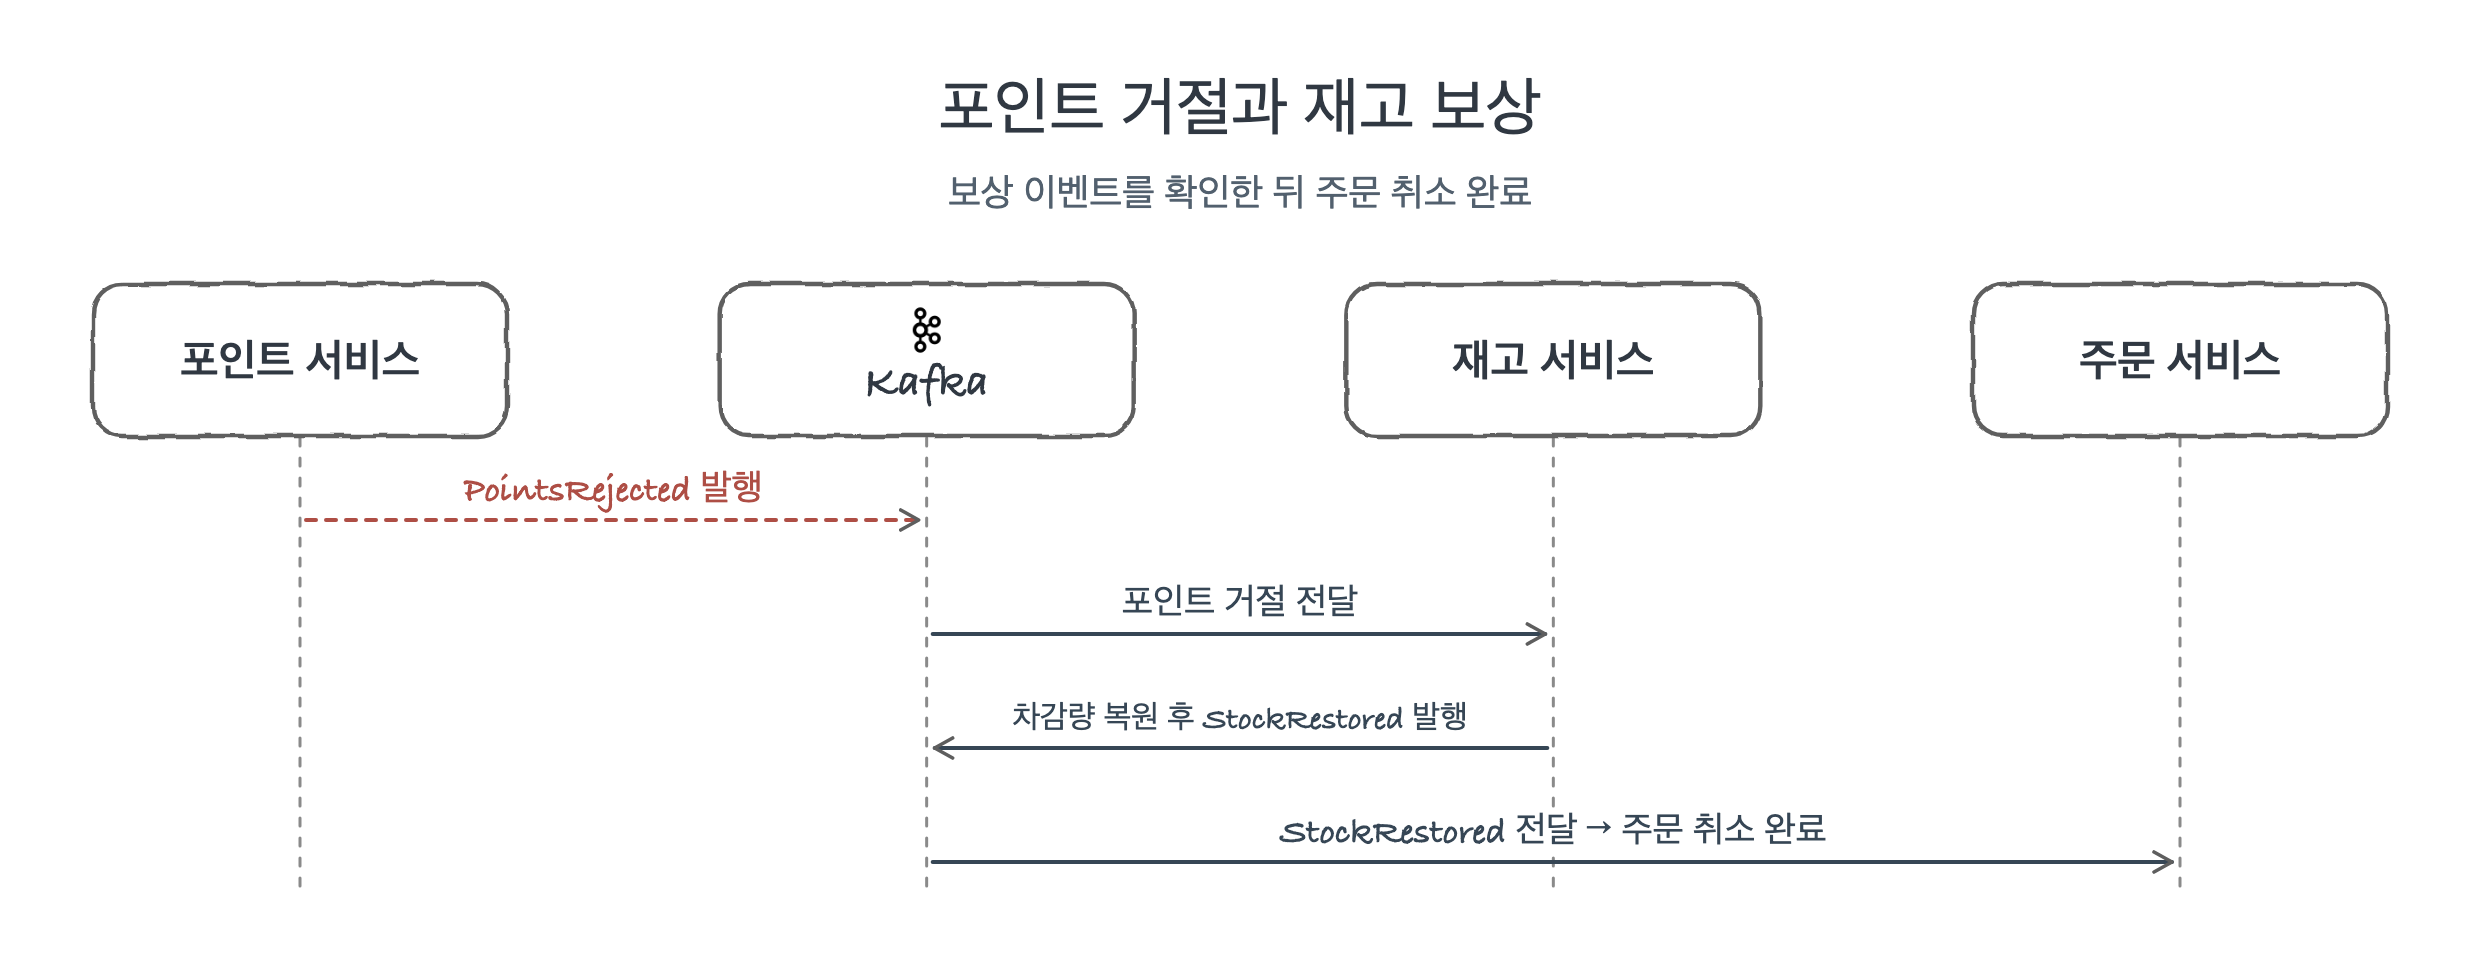 포인트 거절과 재고 보상
보상 이벤트를 확인한 뒤 주문 취소 완료
포인트 서비스
Kafka
재고 서비스
주문 서비스
PointsRejected 발행
포인트 거절 전달
차감량 복원 후 StockRestored 발행
StockRestored 전달 → 주문 취소 완료